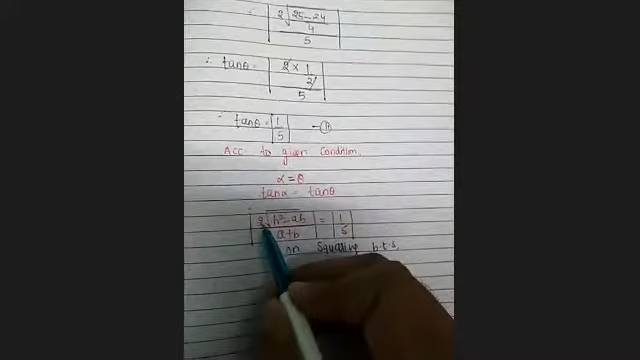 = | 2√(25-24/4) / 5 |
∴ tanθ = | 2 × 1/2 / 5 |
∴ tanθ = | 1/5 | — II
Acc to given Condition.
α = θ
tanα = tanθ
∴ | 2√h²-ab / a+b | = | 1/5 |
on Squaring b.t.s.